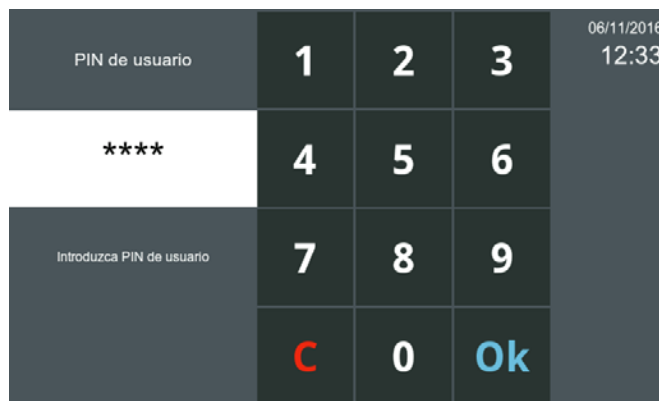 PIN de usuario
****
Introduzca PIN de usuario
1 2 3
4 5 6
7 8 9
C 0 Ok
06/11/2016
12:33